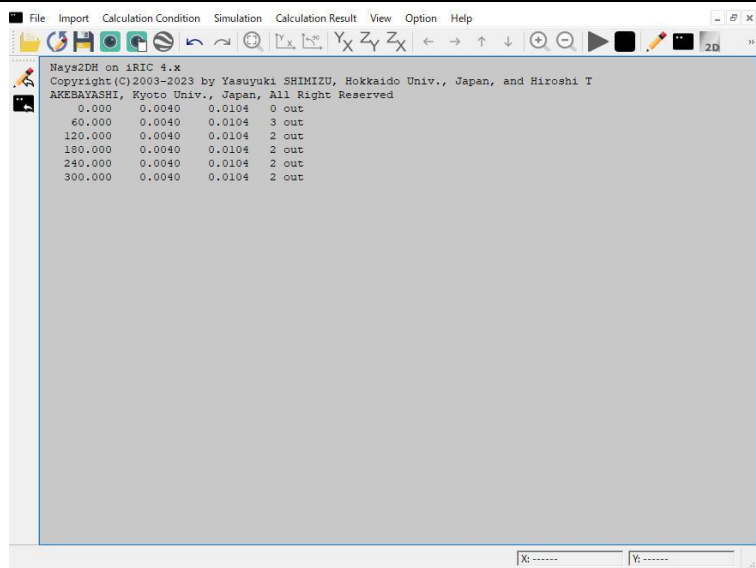 File Import Calculation Condition Simulation Calculation Result View Option Help
Y X Y X Z Y Z X 2D
Nays2DH on iRIC 4.x
Copyright(C)2003-2023 by Yasuyuki SHIMIZU, Hokkaido Univ., Japan, and Hiroshi T
AKEBAYASHI, Kyoto Univ., Japan, All Right Reserved
0.000 0.0040 0.0104 0 out
60.000 0.0040 0.0104 3 out
120.000 0.0040 0.0104 2 out
180.000 0.0040 0.0104 2 out
240.000 0.0040 0.0104 2 out
300.000 0.0040 0.0104 2 out
X: ------ Y: ------